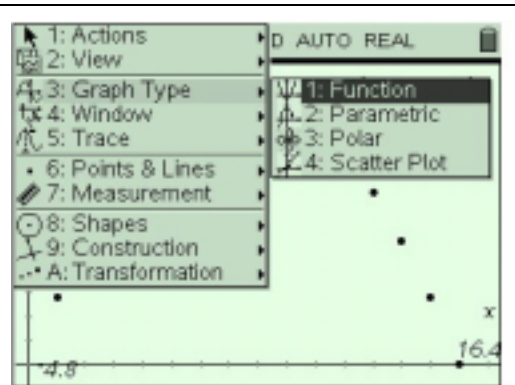 1: Actions
2: View
3: Graph Type
4: Window
5: Trace
6: Points & Lines
7: Measurement
8: Shapes
9: Construction
A: Transformation
D AUTO REAL
1: Function
2: Parametric
3: Polar
4: Scatter Plot
x
16.4
-4.8